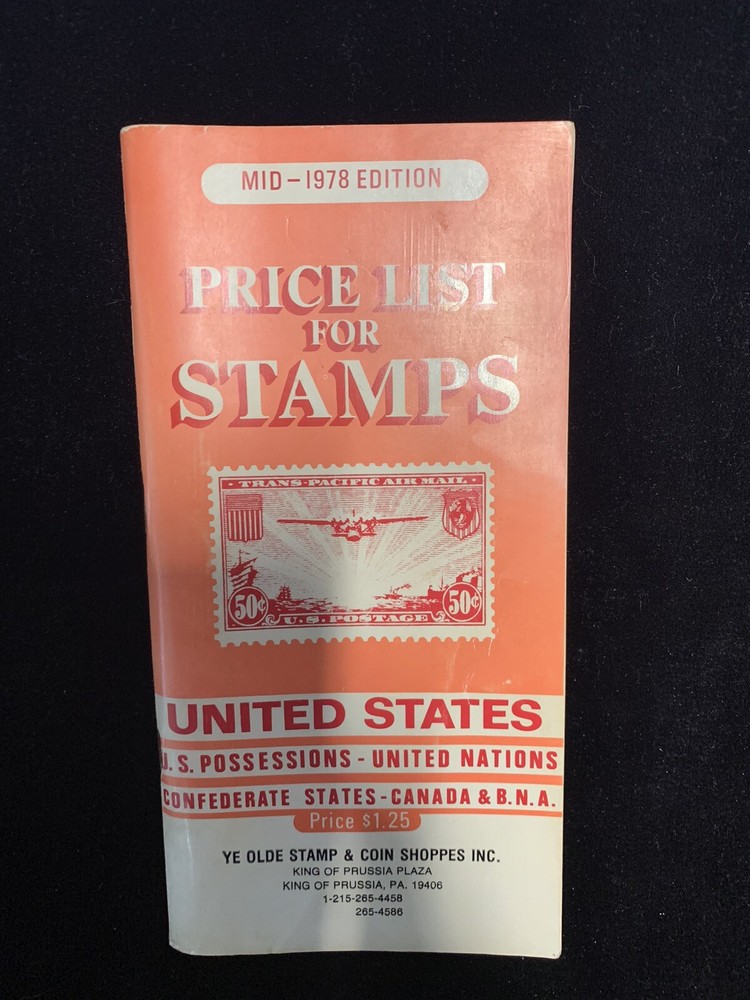 MID-1978 EDITION
PRICE LIST
FOR
STAMPS
· TRANS-PACIFIC AIR MAIL ·
50¢ 50¢
U.S. POSTAGE
UNITED STATES
U. S. POSSESSIONS - UNITED NATIONS
CONFEDERATE STATES - CANADA & B.N.A.
Price $1.25
YE OLDE STAMP & COIN SHOPPES INC.
KING OF PRUSSIA PLAZA
KING OF PRUSSIA, PA. 19406
1-215-265-4458
265-4586